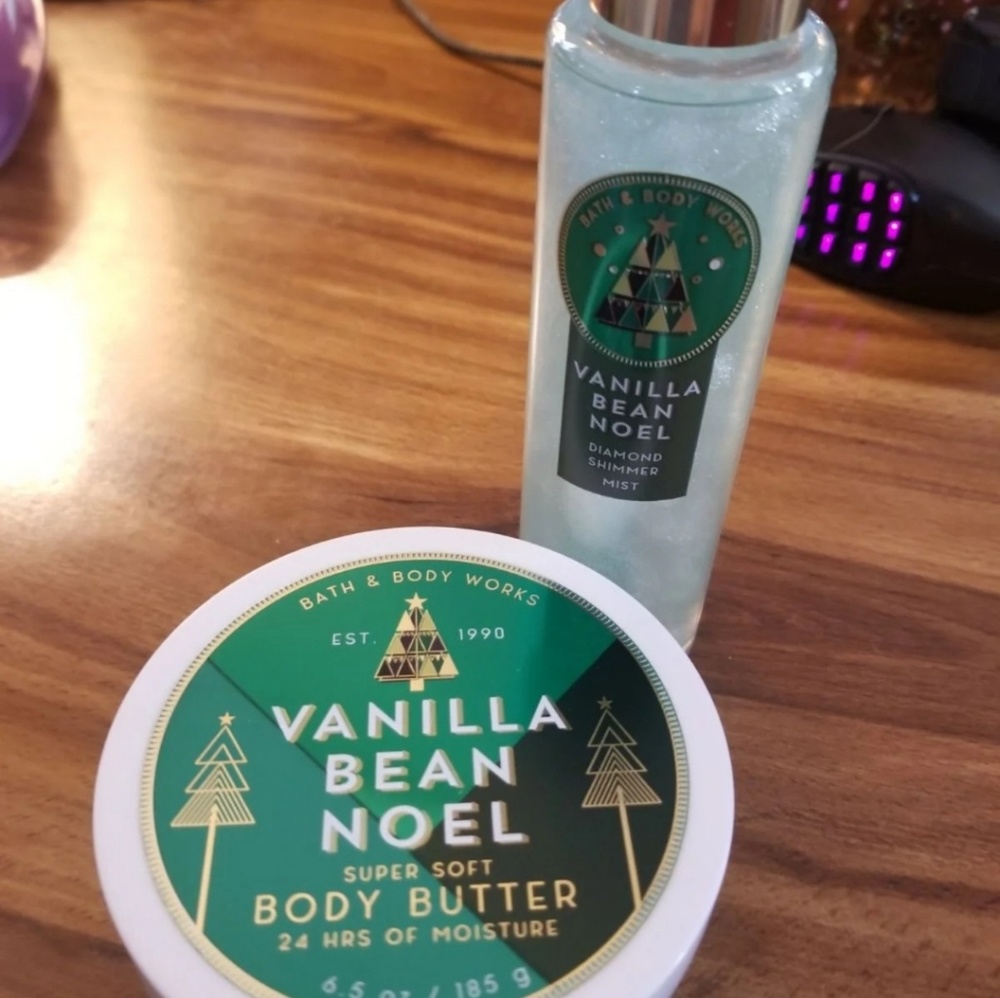 BATH & BODY WORKS
VANILLA
BEAN
NOEL
DIAMOND
SHIMMER
MIST
BATH & BODY WORKS
EST. 1990
VANILLA
BEAN
NOEL
SUPER SOFT
BODY BUTTER
24 HRS OF MOISTURE
6.5 oz / 185 g